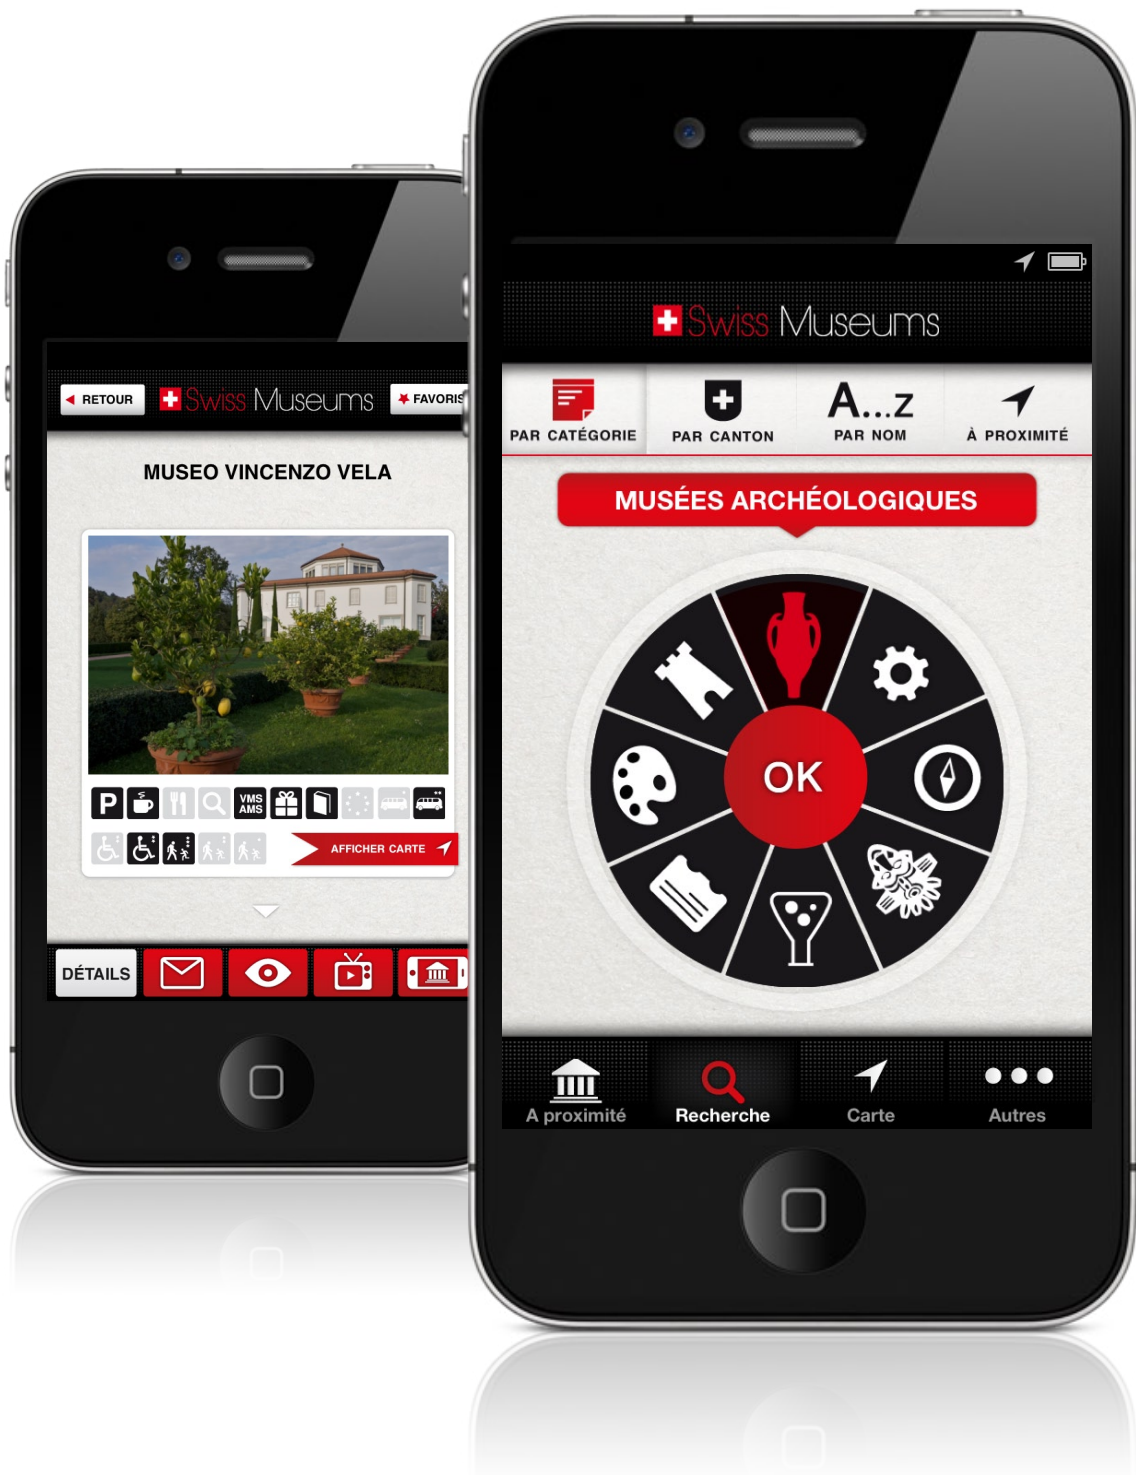 RETOUR
Swiss Museums
FAVORIS
MUSEO VINCENZO VELA
P
VMS
AMS
AFFICHER CARTE
DÉTAILS
Swiss Museums
PAR CATÉGORIE
PAR CANTON
A...Z
PAR NOM
À PROXIMITÉ
MUSÉES ARCHÉOLOGIQUES
OK
A proximité
Recherche
Carte
Autres